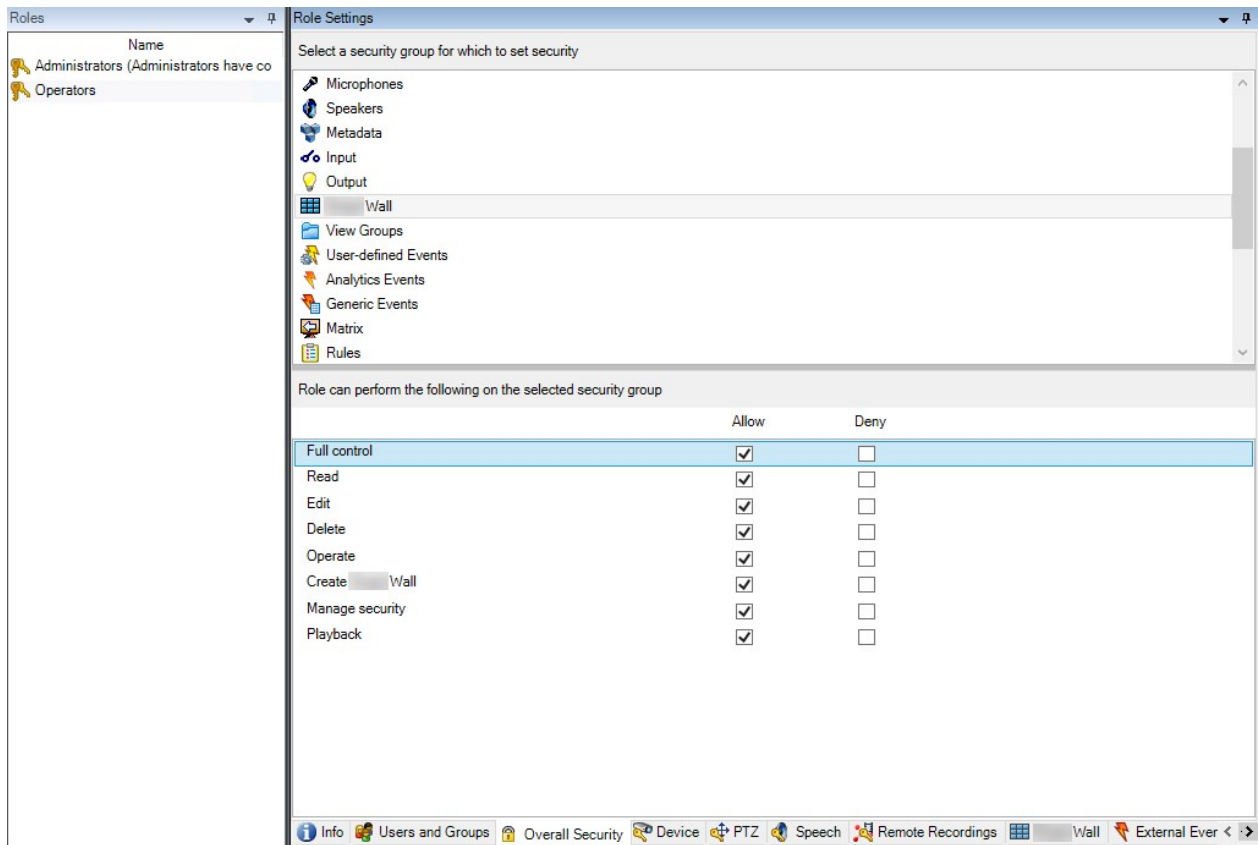 Roles
Name
Administrators (Administrators have co
Operators
Role Settings
Select a security group for which to set security
Microphones
Speakers
Metadata
Input
Output
Wall
View Groups
User-defined Events
Analytics Events
Generic Events
Matrix
Rules
Role can perform the following on the selected security group
Allow Deny
Full control
Read
Edit
Delete
Operate
Create Wall
Manage security
Playback
Info Users and Groups Overall Security Device PTZ Speech Remote Recordings Wall External Ever